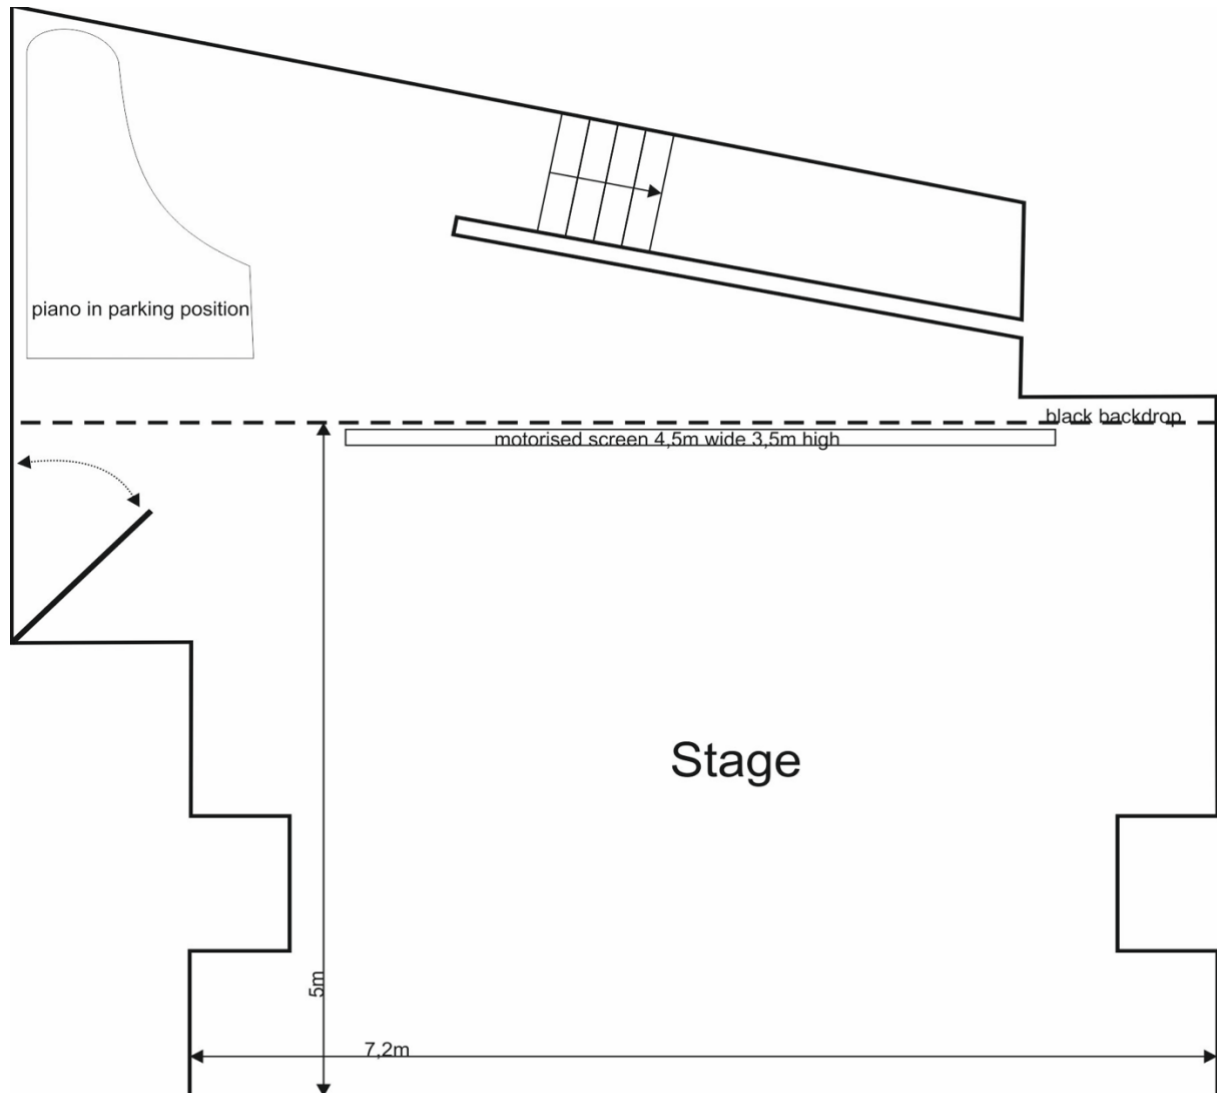 piano in parking position
black backdrop
motorised screen 4,5m wide 3,5m high
Stage
5m
7,2m